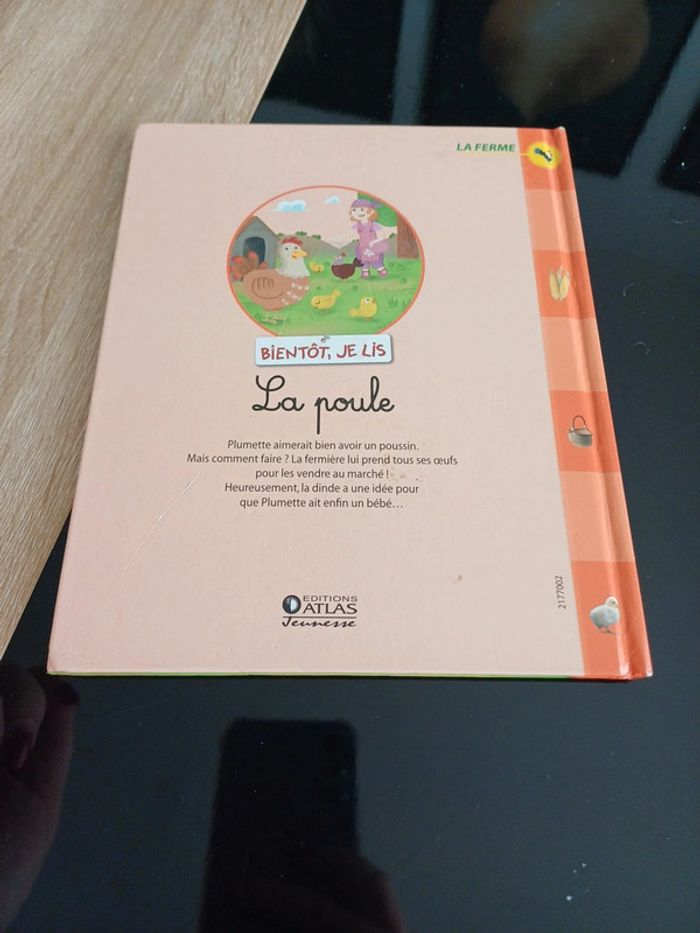 LA FERME
BIENTÔT, JE LIS
La poule
Plumette aimerait bien avoir un poussin.
Mais comment faire ? La fermière lui prend tous ses œufs
pour les vendre au marché !
Heureusement, la dinde a une idée pour
que Plumette ait enfin un bébé…
2177002
EDITIONS
ATLAS
Jeunesse